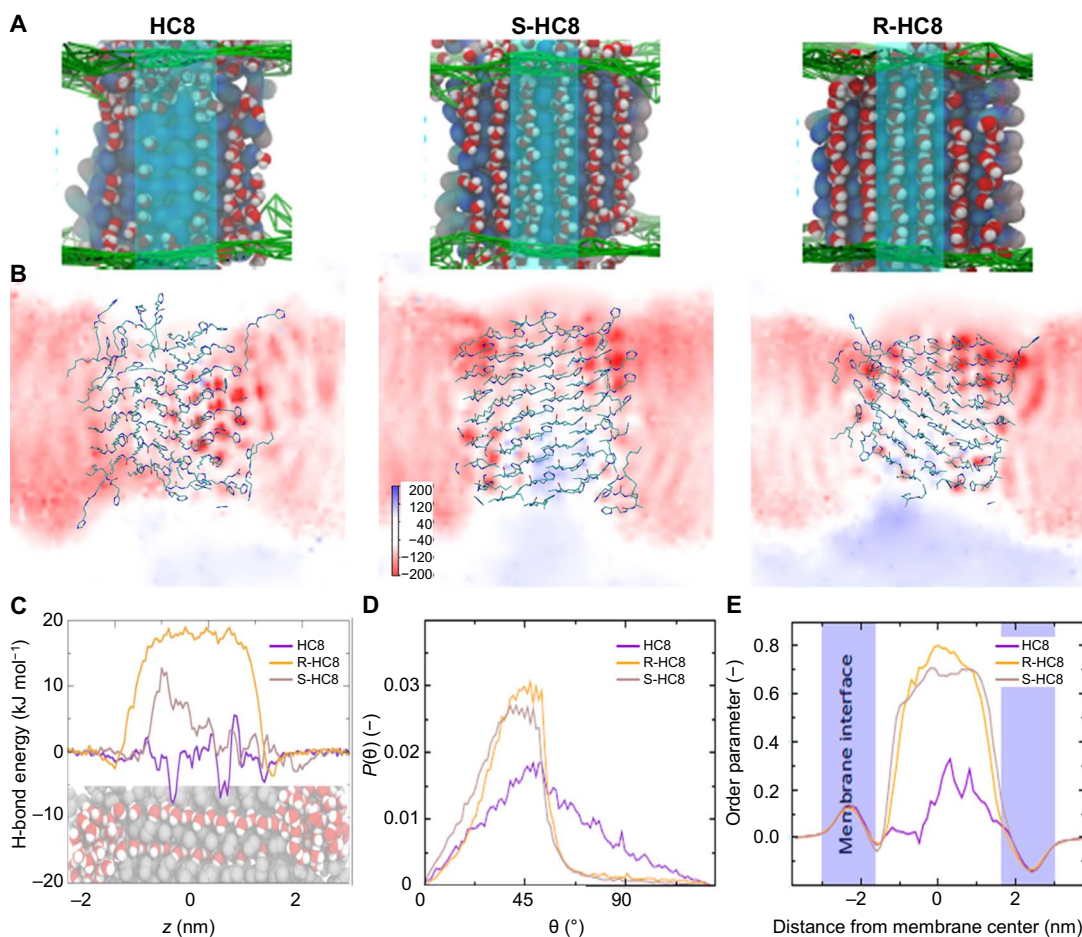 A
HC8
S-HC8
R-HC8
B
200
120
40
−40
−120
−200
C
20
10
0
−10
−20
H-bond energy (kJ mol⁻¹)
HC8
R-HC8
S-HC8
−2
0
2
z (nm)
D
0.03
0.02
0.01
0
P(θ) (−)
HC8
R-HC8
S-HC8
0
45
90
θ (°)
E
0.8
0.6
0.4
0.2
0.0
Order parameter (−)
Membrane interface
HC8
R-HC8
S-HC8
−2
0
2
Distance from membrane center (nm)